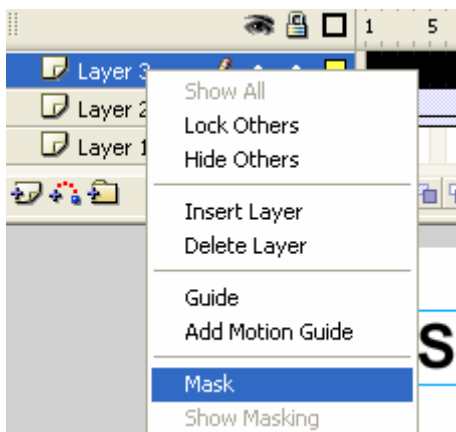 1 5
Layer 3
Show All
Layer 2
Lock Others
Layer 1
Hide Others
Insert Layer
Delete Layer
Guide
Add Motion Guide
S
Mask
Show Masking